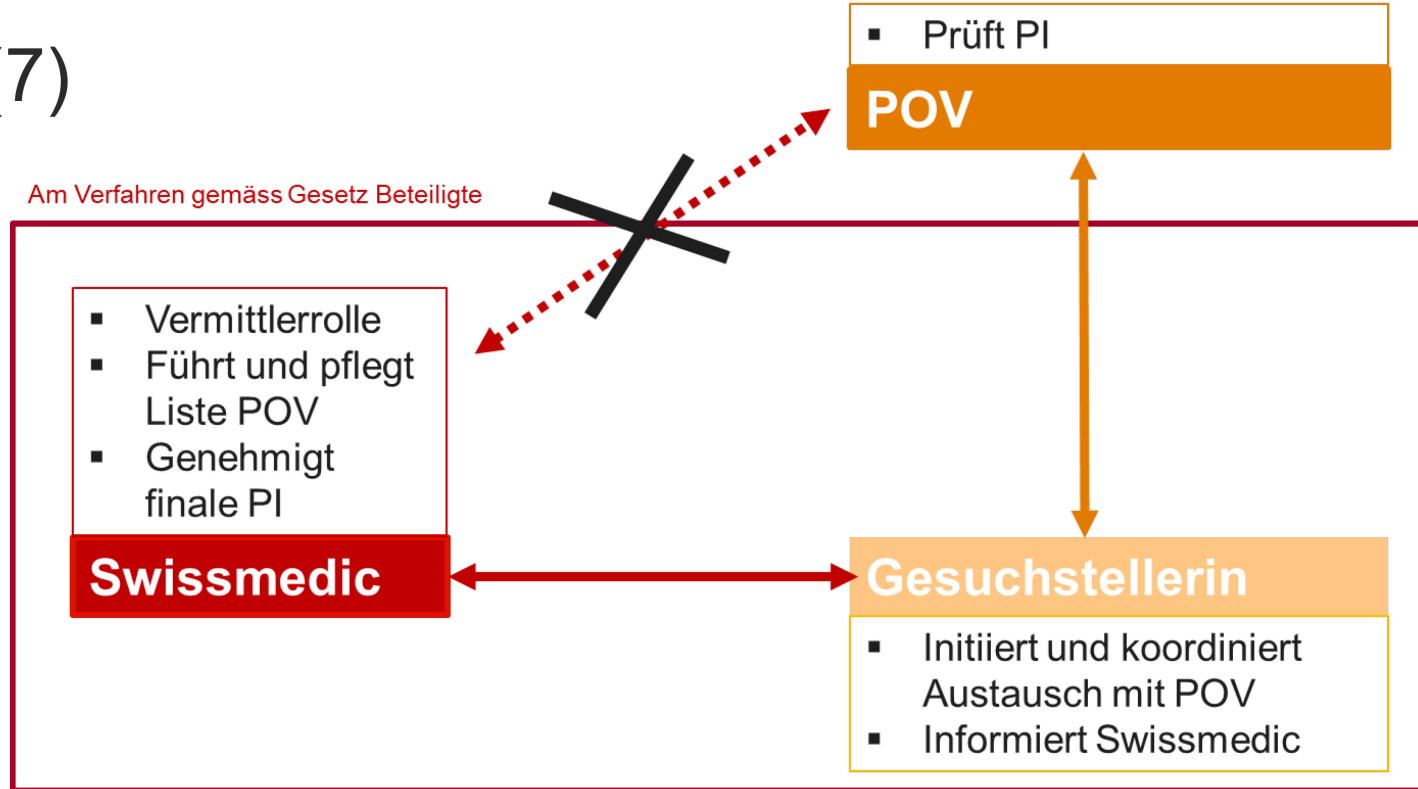 (7)
▪ Prüft PI
POV
Am Verfahren gemäss Gesetz Beteiligte
▪ Vermittlerrolle
▪ Führt und pflegt
Liste POV
▪ Genehmigt
finale PI
Swissmedic
Gesuchstellerin
▪ Initiiert und koordiniert
Austausch mit POV
▪ Informiert Swissmedic